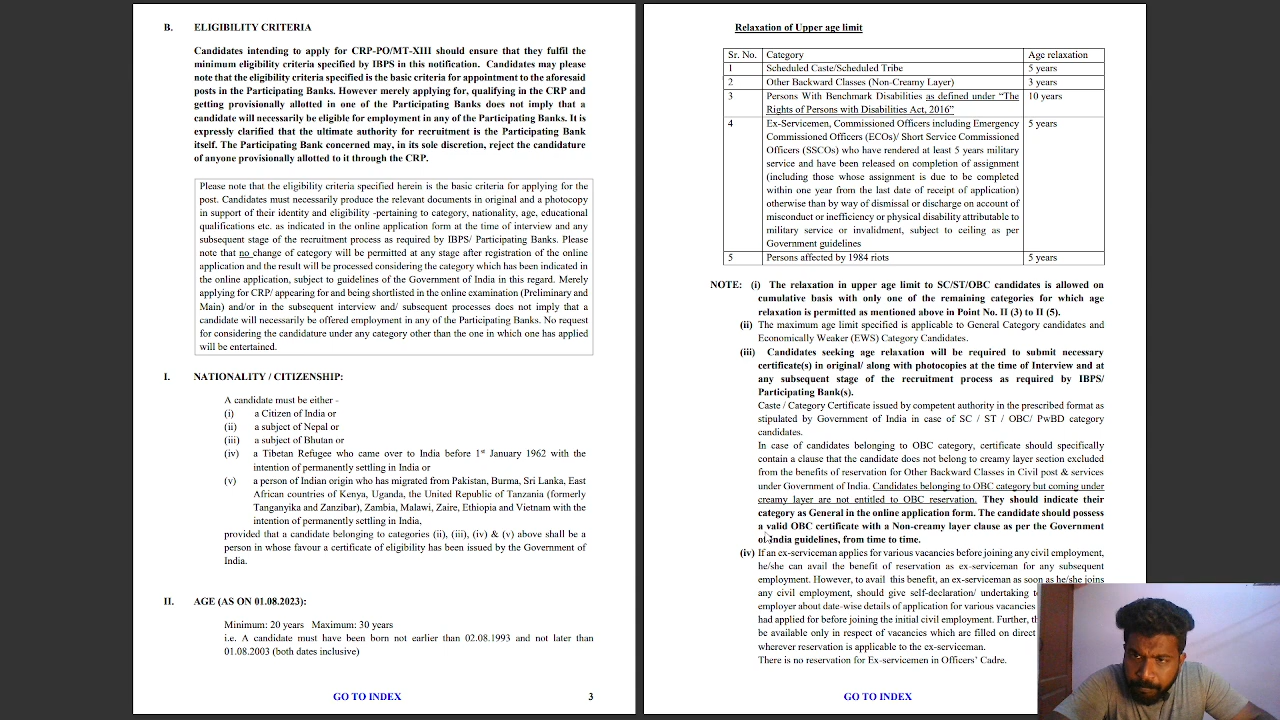 B. ELIGIBILITY CRITERIA
Candidates intending to apply for CRP-PO/MT-XIII should ensure that they fulfil the
minimum eligibility criteria specified by IBPS in this notification. Candidates may please
note that the eligibility criteria specified is the basic criteria for appointment to the aforesaid
posts in the Participating Banks. However merely applying for, qualifying in the CRP and
getting provisionally allotted in one of the Participating Banks does not imply that a
candidate will necessarily be eligible for employment in any of the Participating Banks. It is
expressly clarified that the ultimate authority for recruitment is the Participating Bank
itself. The Participating Bank concerned may, in its sole discretion, reject the candidature
of anyone provisionally allotted to it through the CRP.
Please note that the eligibility criteria specified herein is the basic criteria for applying for the
post. Candidates must necessarily produce the relevant documents in original and a photocopy
in support of their identity and eligibility -pertaining to category, nationality, age, educational
qualifications etc. as indicated in the online application form at the time of interview and any
subsequent stage of the recruitment process as required by IBPS/ Participating Banks. Please
note that no change of category will be permitted at any stage after registration of the online
application and the result will be processed considering the category which has been indicated in
the online application, subject to guidelines of the Government of India in this regard. Merely
applying for CRP/ appearing for and being shortlisted in the online examination (Preliminary and
Main) and/or in the subsequent interview and/ subsequent processes does not imply that a
candidate will necessarily be offered employment in any of the Participating Banks. No request
for considering the candidature under any category other than the one in which one has applied
will be entertained.
I. NATIONALITY / CITIZENSHIP:
A candidate must be either -
(i) a Citizen of India or
(ii) a subject of Nepal or
(iii) a subject of Bhutan or
(iv) a Tibetan Refugee who came over to India before 1st January 1962 with the
intention of permanently settling in India or
(v) a person of Indian origin who has migrated from Pakistan, Burma, Sri Lanka, East
African countries of Kenya, Uganda, the United Republic of Tanzania (formerly
Tanganyika and Zanzibar), Zambia, Malawi, Zaire, Ethiopia and Vietnam with the
intention of permanently settling in India,
provided that a candidate belonging to categories (ii), (iii), (iv) & (v) above shall be a
person in whose favour a certificate of eligibility has been issued by the Government of
India.
II. AGE (AS ON 01.08.2023):
Minimum: 20 years Maximum: 30 years
i.e. A candidate must have been born not earlier than 02.08.1993 and not later than
01.08.2003 (both dates inclusive)
GO TO INDEX 3
Relaxation of Upper age limit
Sr. No. Category Age relaxation
1 Scheduled Caste/Scheduled Tribe 5 years
2 Other Backward Classes (Non-Creamy Layer) 3 years
3 Persons With Benchmark Disabilities as defined under “The 10 years
Rights of Persons with Disabilities Act, 2016”
4 Ex-Servicemen, Commissioned Officers including Emergency 5 years
Commissioned Officers (ECOs)/ Short Service Commissioned
Officers (SSCOs) who have rendered at least 5 years military
service and have been released on completion of assignment
(including those whose assignment is due to be completed
within one year from the last date of receipt of application)
otherwise than by way of dismissal or discharge on account of
misconduct or inefficiency or physical disability attributable to
military service or invalidment, subject to ceiling as per
Government guidelines
5 Persons affected by 1984 riots 5 years
NOTE: (i) The relaxation in upper age limit to SC/ST/OBC candidates is allowed on
cumulative basis with only one of the remaining categories for which age
relaxation is permitted as mentioned above in Point No. II (3) to II (5).
(ii) The maximum age limit specified is applicable to General Category candidates and
Economically Weaker (EWS) Category Candidates.
(iii) Candidates seeking age relaxation will be required to submit necessary
certificate(s) in original/ along with photocopies at the time of Interview and at
any subsequent stage of the recruitment process as required by IBPS/
Participating Bank(s).
Caste / Category Certificate issued by competent authority in the prescribed format as
stipulated by Government of India in case of SC / ST / OBC/ PwBD category
candidates.
In case of candidates belonging to OBC category, certificate should specifically
contain a clause that the candidate does not belong to creamy layer section excluded
from the benefits of reservation for Other Backward Classes in Civil post & services
under Government of India. Candidates belonging to OBC category but coming under
creamy layer are not entitled to OBC reservation. They should indicate their
category as General in the online application form. The candidate should possess
a valid OBC certificate with a Non-creamy layer clause as per the Government
of India guidelines, from time to time.
(iv) If an ex-serviceman applies for various vacancies before joining any civil employment,
he/she can avail the benefit of reservation as ex-serviceman for any subsequent
employment. However, to avail this benefit, an ex-serviceman as soon as he/she joins
any civil employment, should give self-declaration/ undertaking
employer about date-wise details of application for various vacancies
had applied for before joining the initial civil employment. Further,
be available only in respect of vacancies which are filled on direct
wherever reservation is applicable to the ex-serviceman.
There is no reservation for Ex-servicemen in Officers’ Cadre.
GO TO INDEX